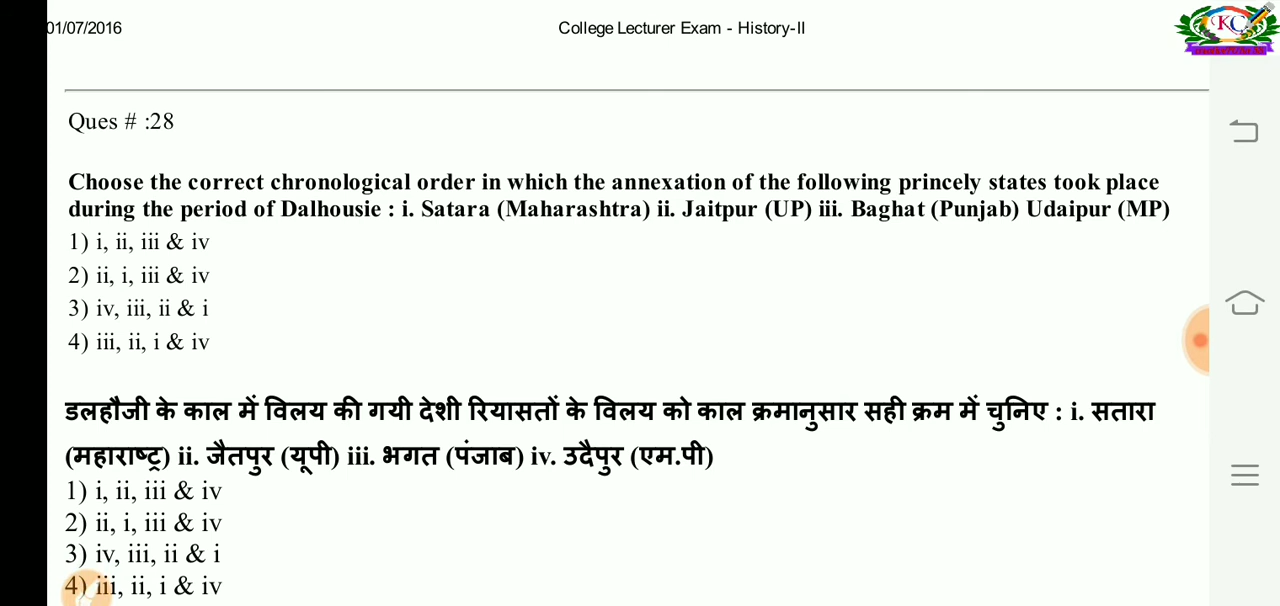 01/07/2016
College Lecturer Exam - History-II
KC
Ques # :28
Choose the correct chronological order in which the annexation of the following princely states took place
during the period of Dalhousie : i. Satara (Maharashtra) ii. Jaitpur (UP) iii. Baghat (Punjab) Udaipur (MP)
1) i, ii, iii & iv
2) ii, i, iii & iv
3) iv, iii, ii & i
4) iii, ii, i & iv
डलहौजी के काल में विलय की गयी देशी रियासतों के विलय को काल क्रमानुसार सही क्रम में चुनिए : i. सतारा
(महाराष्ट्र) ii. जैतपुर (यूपी) iii. भगत (पंजाब) iv. उदैपुर (एम.पी)
1) i, ii, iii & iv
2) ii, i, iii & iv
3) iv, iii, ii & i
4) iii, ii, i & iv